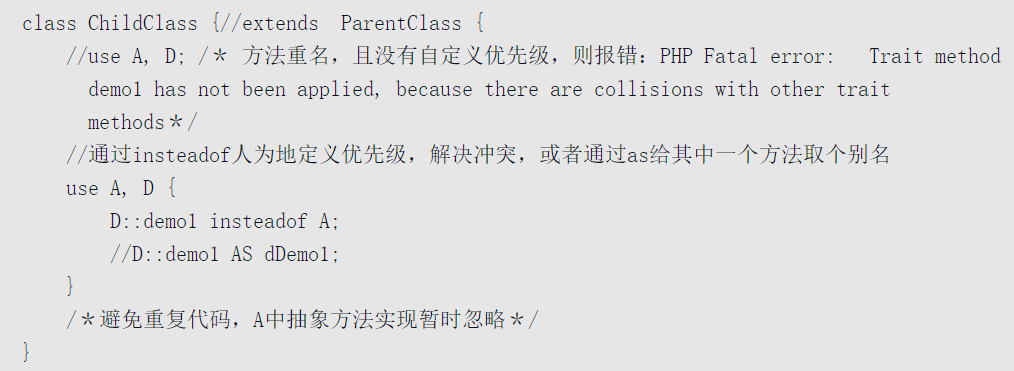 class ChildClass {//extends  ParentClass {
//use A, D; /＊ 方法重名，且没有自定义优先级，则报错：PHP Fatal error:   Trait method
demo1 has not been applied, because there are collisions with other trait
methods＊/
//通过insteadof人为地定义优先级，解决冲突，或者通过as给其中一个方法取个别名
use A, D {
D::demo1 insteadof A;
//D::demo1 AS dDemo1;
}
/＊避免重复代码，A中抽象方法实现暂时忽略＊/
}